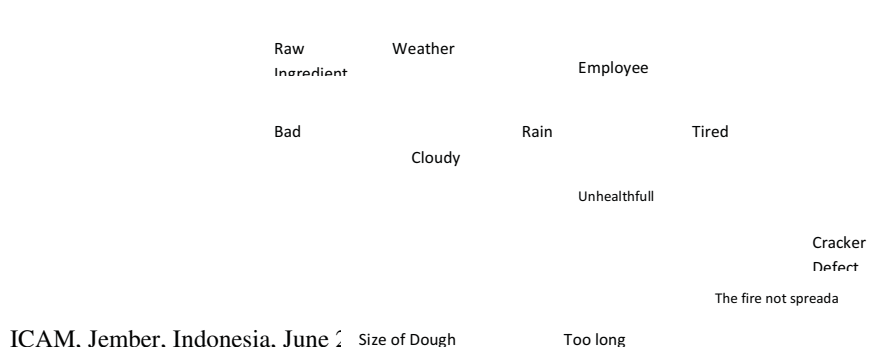 Raw Weather
Ingredient
Employee
Bad Rain Tired
Cloudy
Unhealthfull
Cracker
Defect
The fire not spreada
ICAM, Jember, Indonesia, June
Size of Dough Too long